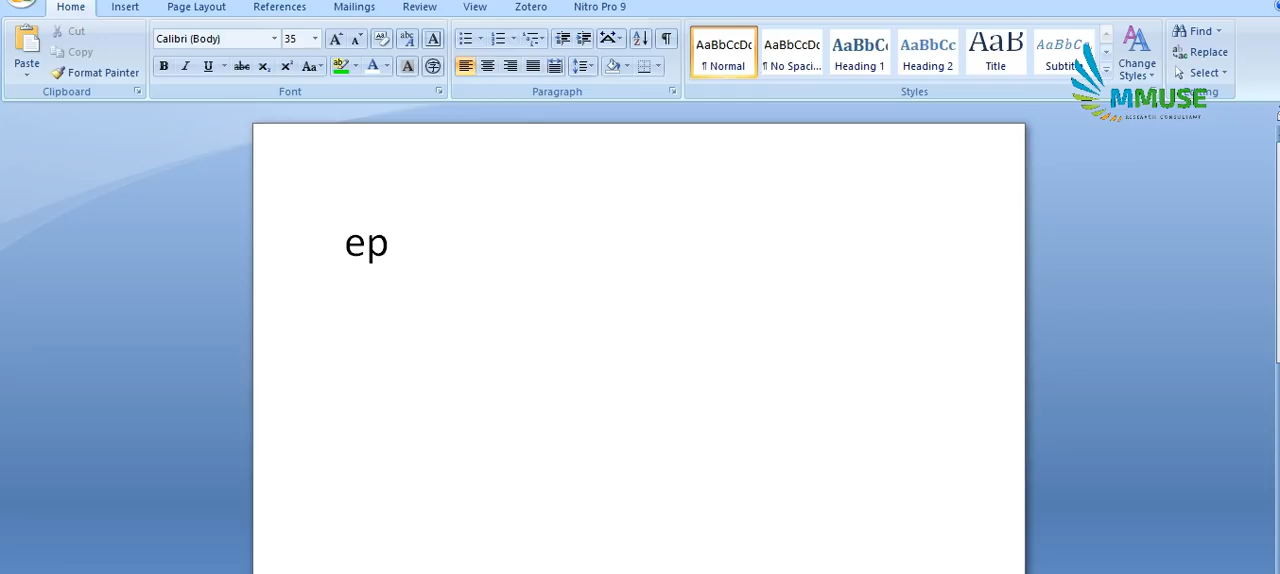 Home Insert Page Layout References Mailings Review View Zotero Nitro Pro 9
Paste
Cut
Copy
Format Painter
Clipboard
Calibri (Body) 35
Font
Paragraph
AaBbCcDc AaBbCcDc AaBbC AaBbCc AaB AaBbCc
¶ Normal ¶ No Spaci... Heading 1 Heading 2 Title
Change
Styles
Styles
Find
Replace
Select
MMUSE
RESEARCH CONSULTANT
ep